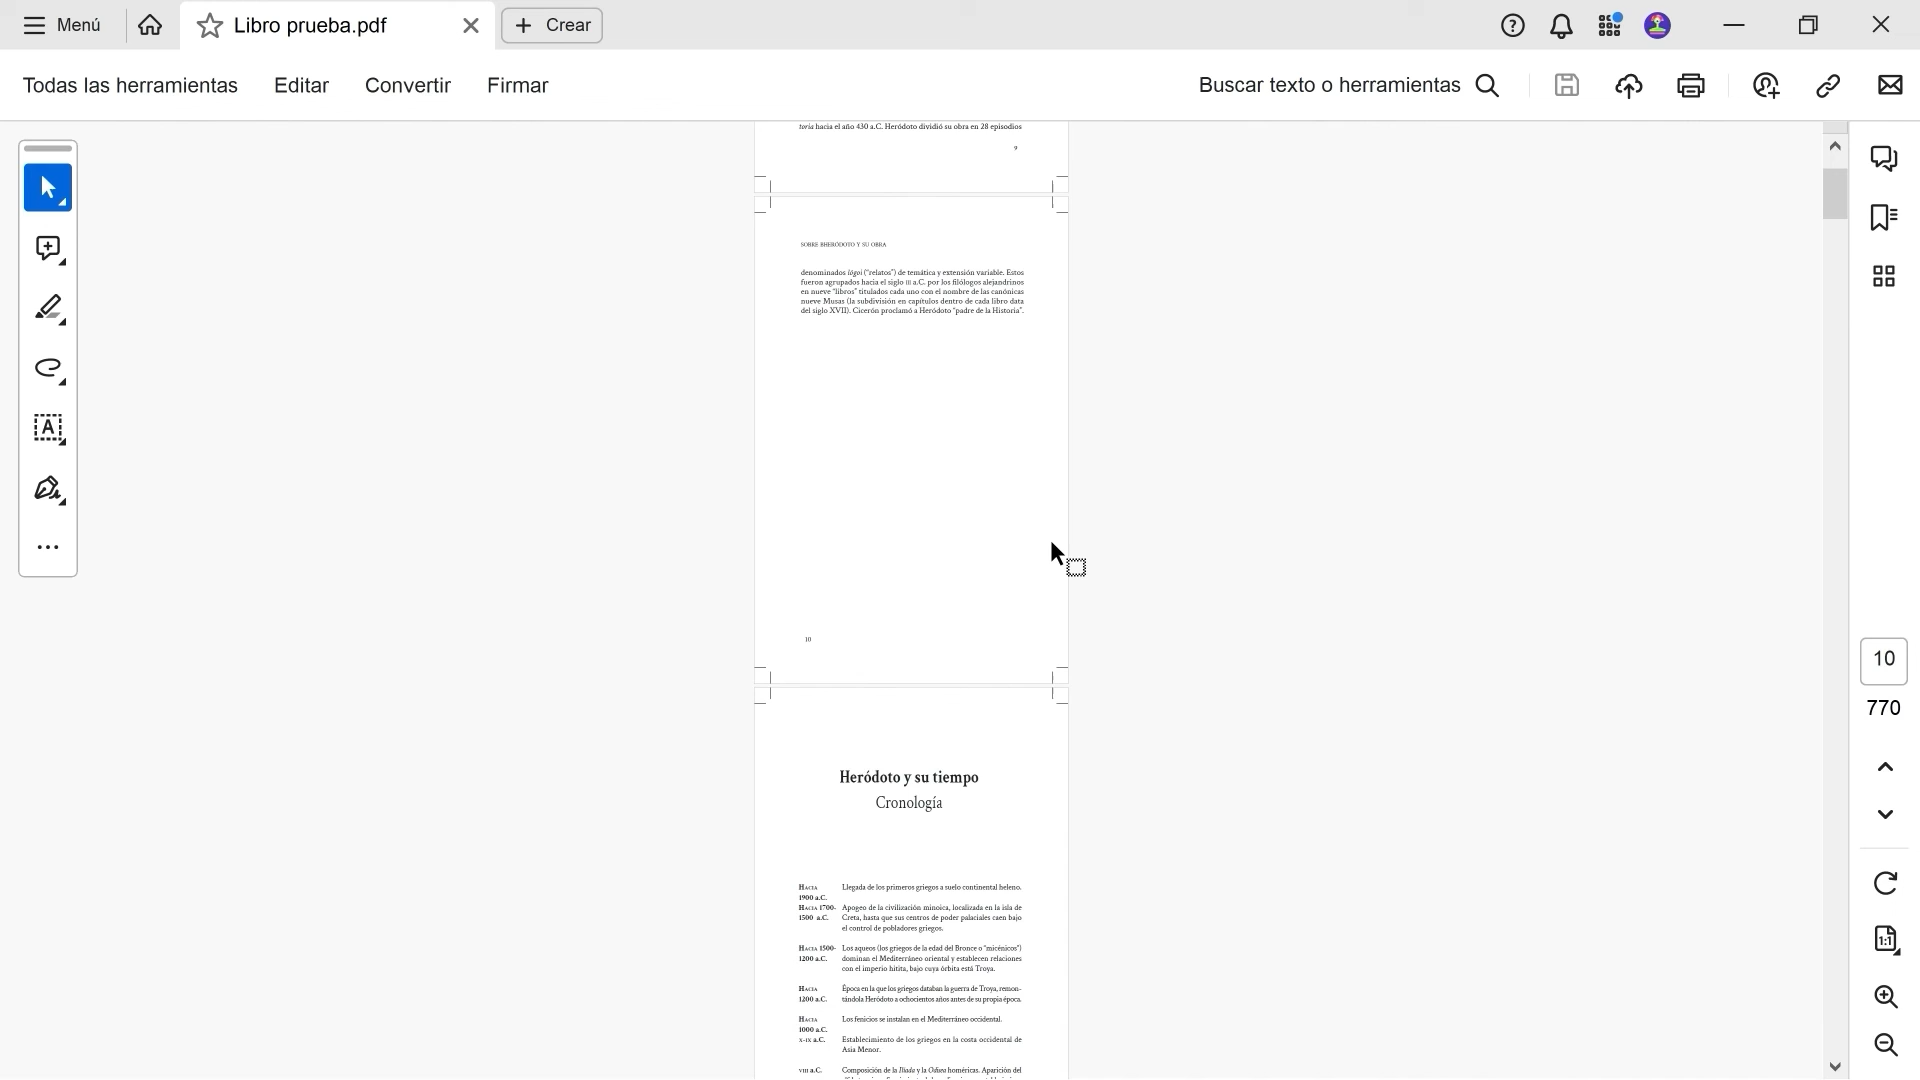 Menú
Libro prueba.pdf
Crear
Todas las herramientas
Editar
Convertir
Firmar
Buscar texto o herramientas
toria hacia el año 430 a.C. Heródoto dividió su obra en 28 episodios
9
SOBRE BHERÓDOTO Y SU OBRA
denominados lógoi (“relatos”) de temática y extensión variable. Estos
fueron agrupados hacia el siglo III a.C. por los filólogos alejandrinos
en nueve “libros” titulados cada uno con el nombre de las canónicas
nueve Musas (la subdivisión en capítulos dentro de cada libro data
del siglo XVII). Cicerón proclamó a Heródoto “padre de la Historia”.
10
Heródoto y su tiempo
Cronología
HACIA Llegada de los primeros griegos a suelo continental heleno.
1900 a.C.
HACIA 1700- Apogeo de la civilización minoica, localizada en la isla de
1500 a.C. Creta, hasta que sus centros de poder palaciales caen bajo
el control de pobladores griegos.
HACIA 1500- Los aqueos (los griegos de la edad del Bronce o “micénicos”)
1200 a.C. dominan el Mediterráneo oriental y establecen relaciones
con el imperio hitita, bajo cuya órbita está Troya.
HACIA Época en la que los griegos databan la guerra de Troya, remon-
1200 a.C. tándola Heródoto a ochocientos años antes de su propia época.
HACIA Los fenicios se instalan en el Mediterráneo occidental.
1000 a.C.
X-IX a.C. Establecimiento de los griegos en la costa occidental de
Asia Menor.
VIII a.C. Composición de la Ilíada y la Odisea homéricas. Aparición del
10
770
1:1